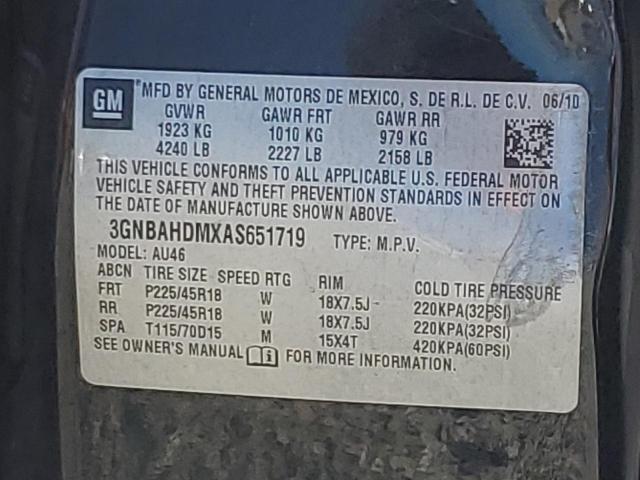 GM
®MFD BY GENERAL MOTORS DE MEXICO, S. DE R.L. DE C.V. 06/10
GVWR GAWR FRT GAWR RR
1923 KG 1010 KG 979 KG
4240 LB 2227 LB 2158 LB
THIS VEHICLE CONFORMS TO ALL APPLICABLE U.S. FEDERAL MOTOR
VEHICLE SAFETY AND THEFT PREVENTION STANDARDS IN EFFECT ON
THE DATE OF MANUFACTURE SHOWN ABOVE.
3GNBAHDMXAS651719 TYPE: M.P.V.
MODEL: AU46
ABCN TIRE SIZE SPEED RTG RIM COLD TIRE PRESSURE
FRT P225/45R18 W 18X7.5J 220KPA(32PSI)
RR P225/45R18 W 18X7.5J 220KPA(32PSI)
SPA T115/70D15 M 15X4T 420KPA(60PSI)
SEE OWNER'S MANUAL FOR MORE INFORMATION.